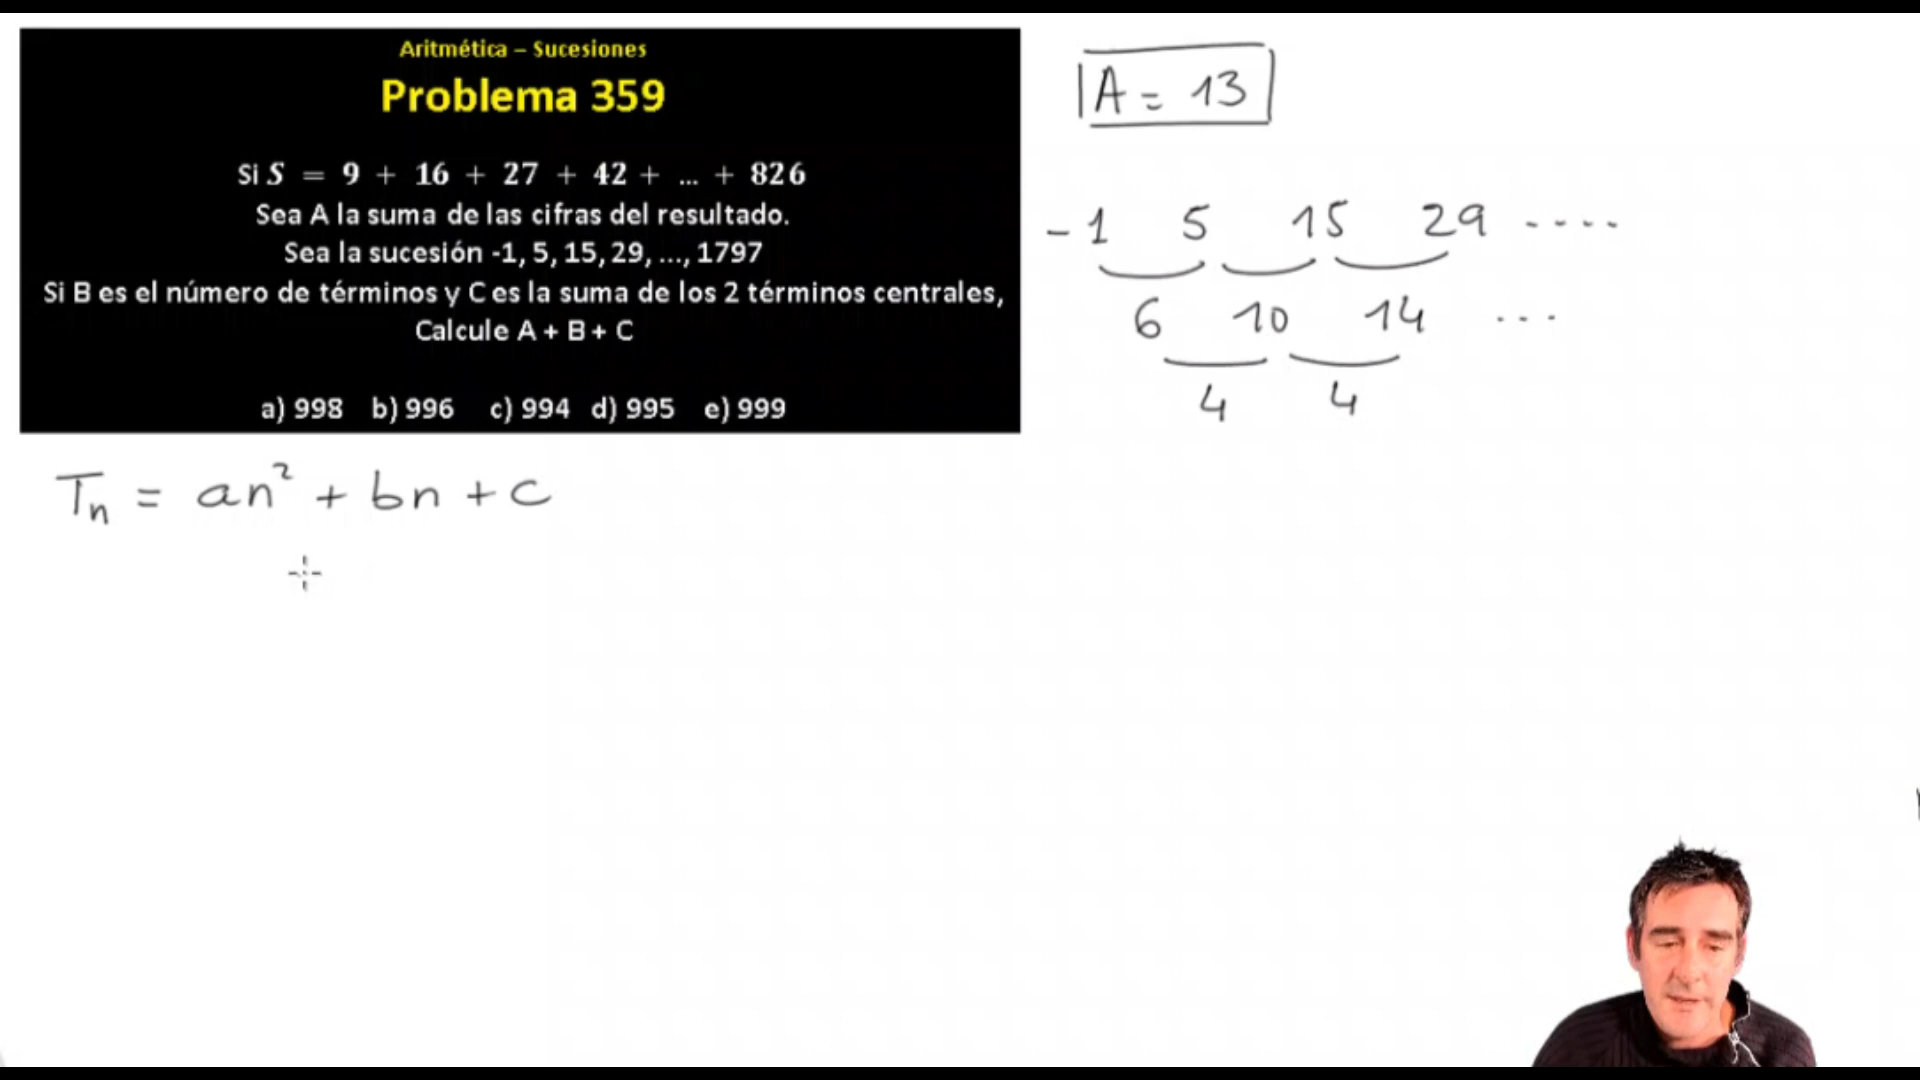 Aritmética – Sucesiones
Problema 359
Si S = 9 + 16 + 27 + 42 + ... + 826
Sea A la suma de las cifras del resultado.
Sea la sucesión -1, 5, 15, 29, ..., 1797
Si B es el número de términos y C es la suma de los 2 términos centrales,
Calcule A + B + C
a) 998 b) 996 c) 994 d) 995 e) 999
A = 13
-1 5 15 29 ....
6 10 14 ...
4 4
Tₙ = an² + bn + c